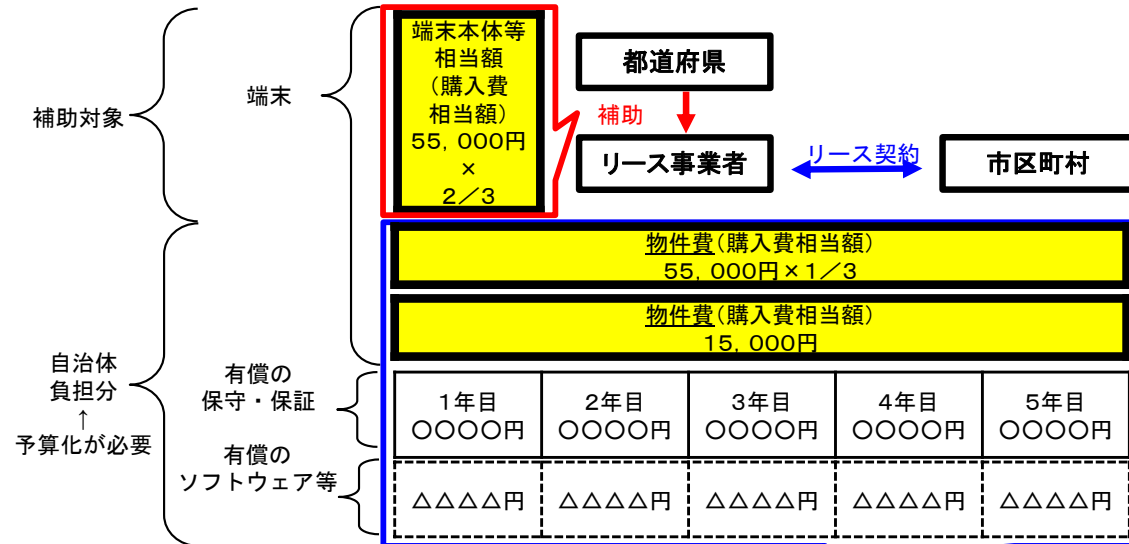 補助対象
端末
端末本体等
相当額
(購入費
相当額)
55,000円
×
2/3
都道府県
補助
リース事業者
リース契約
市区町村
物件費(購入費相当額)
55,000円×1/3
物件費(購入費相当額)
15,000円
自治体
負担分
↑
予算化が必要
有償の
保守・保証
1年目
〇〇〇〇円
2年目
〇〇〇〇円
3年目
〇〇〇〇円
4年目
〇〇〇〇円
5年目
〇〇〇〇円
有償の
ソフトウェア等
△△△△円
△△△△円
△△△△円
△△△△円
△△△△円